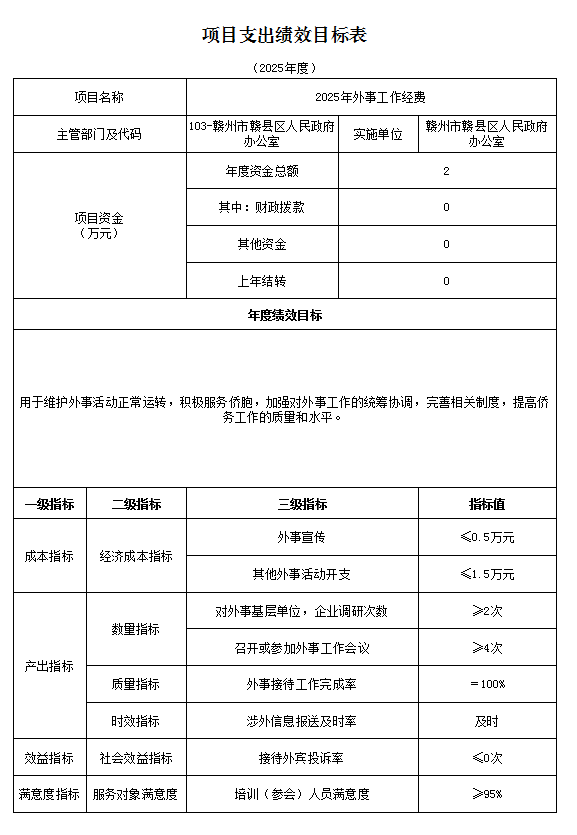 项目支出绩效目标表
（2025年度）
项目名称 2025年外事工作经费
主管部门及代码 103-赣州市赣县区人民政府办公室 实施单位 赣州市赣县区人民政府办公室
项目资金（万元） 年度资金总额 2
其中：财政拨款 0
其他资金 0
上年结转 0
年度绩效目标
用于维护外事活动正常运转，积极服务侨胞，加强对外事工作的统筹协调，完善相关制度，提高侨
务工作的质量和水平。
一级指标 二级指标 三级指标 指标值
成本指标 经济成本指标 外事宣传 ≤0.5万元
其他外事活动开支 ≤1.5万元
产出指标 数量指标 对外事基层单位，企业调研次数 ≥2次
召开或参加外事工作会议 ≥4次
质量指标 外事接待工作完成率 ＝100%
时效指标 涉外信息报送及时率 及时
效益指标 社会效益指标 接待外宾投诉率 ≤0次
满意度指标 服务对象满意度 培训（参会）人员满意度 ≥95%